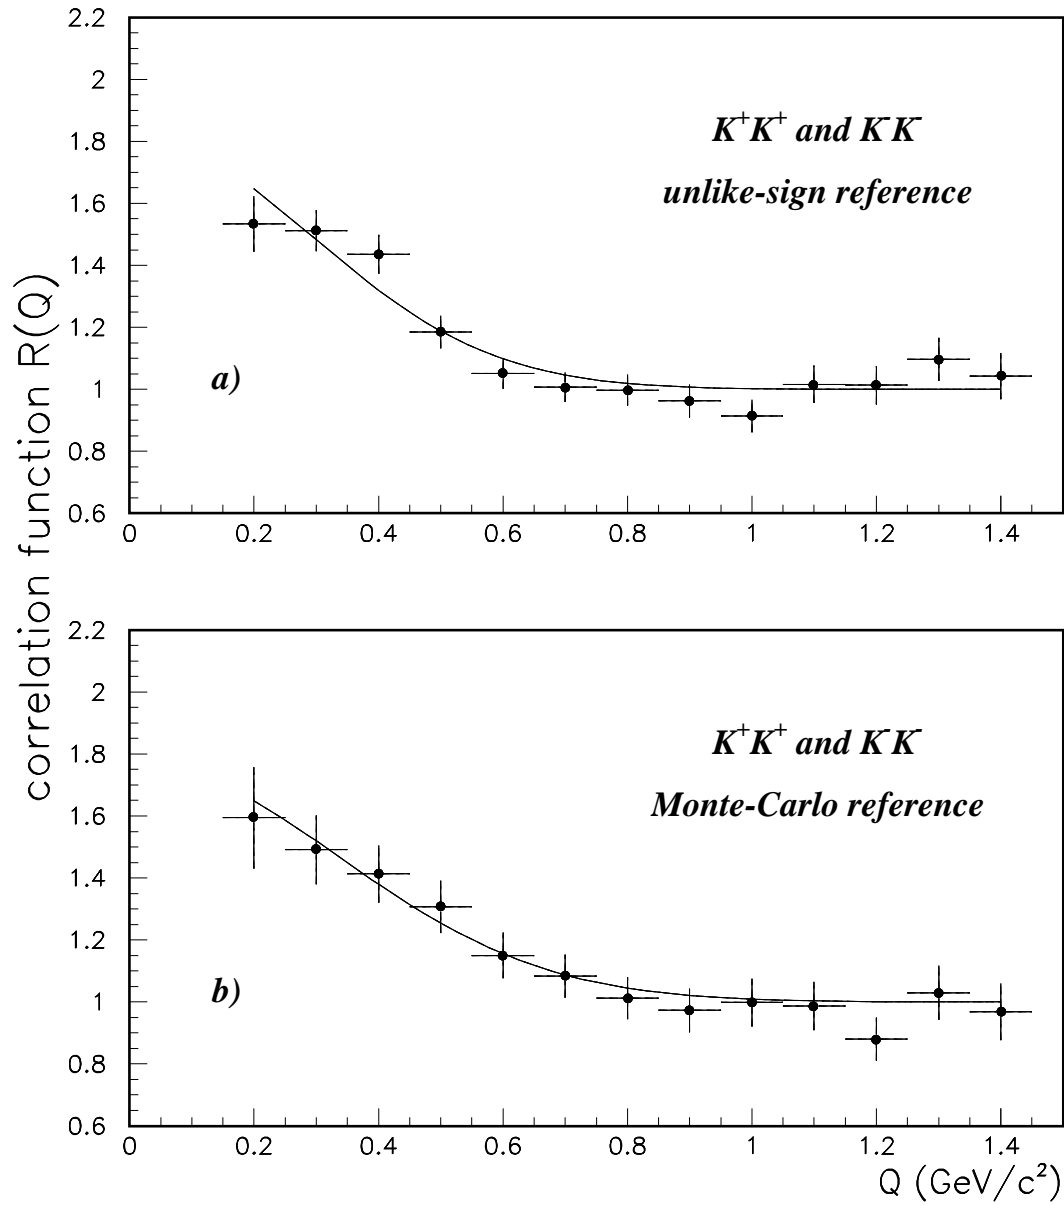 correlation function R(Q)
2.2
2
1.8
1.6
1.4
1.2
1
0.8
0.6
K⁺K⁺ and K⁻K⁻
unlike-sign reference
a)
0 0.2 0.4 0.6 0.8 1 1.2 1.4
2.2
2
1.8
1.6
1.4
1.2
1
0.8
0.6
K⁺K⁺ and K⁻K⁻
Monte-Carlo reference
b)
0 0.2 0.4 0.6 0.8 1 1.2 1.4
Q (GeV/c²)